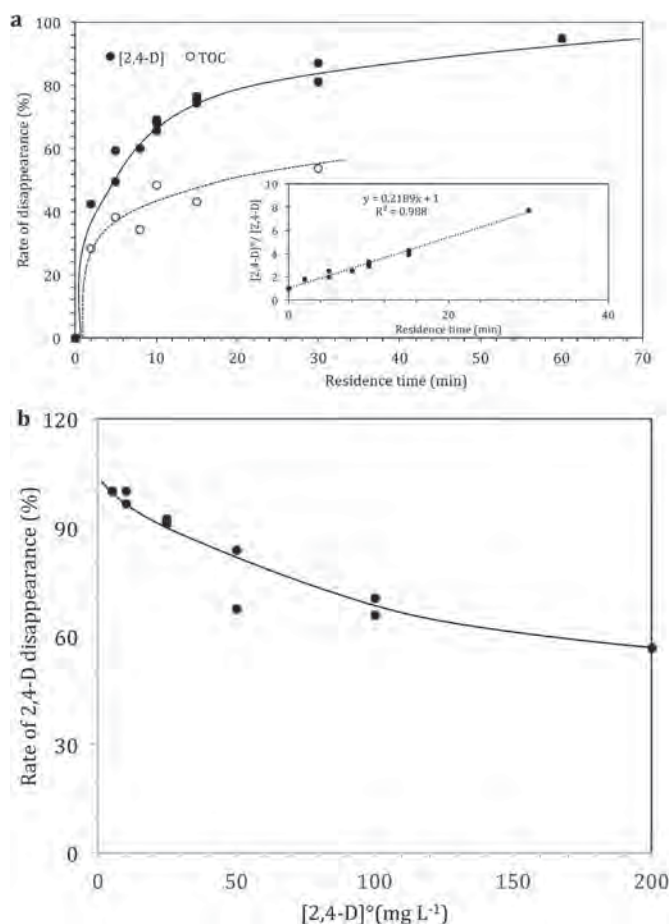 a
100
80
60
40
20
0
Rate of disappearance (%)
[2,4-D]
TOC
0 10 20 30 40 50 60 70
Residence time (min)
y = 0.2189x + 1
R² = 0.988
10
8
6
4
2
0
[2,4-D]°/ [2,4-D]
0 20 40
Residence time (min)
b
120
90
60
30
0
Rate of 2,4-D disappearance (%)
0 50 100 150 200
[2,4-D]°(mg L⁻¹)